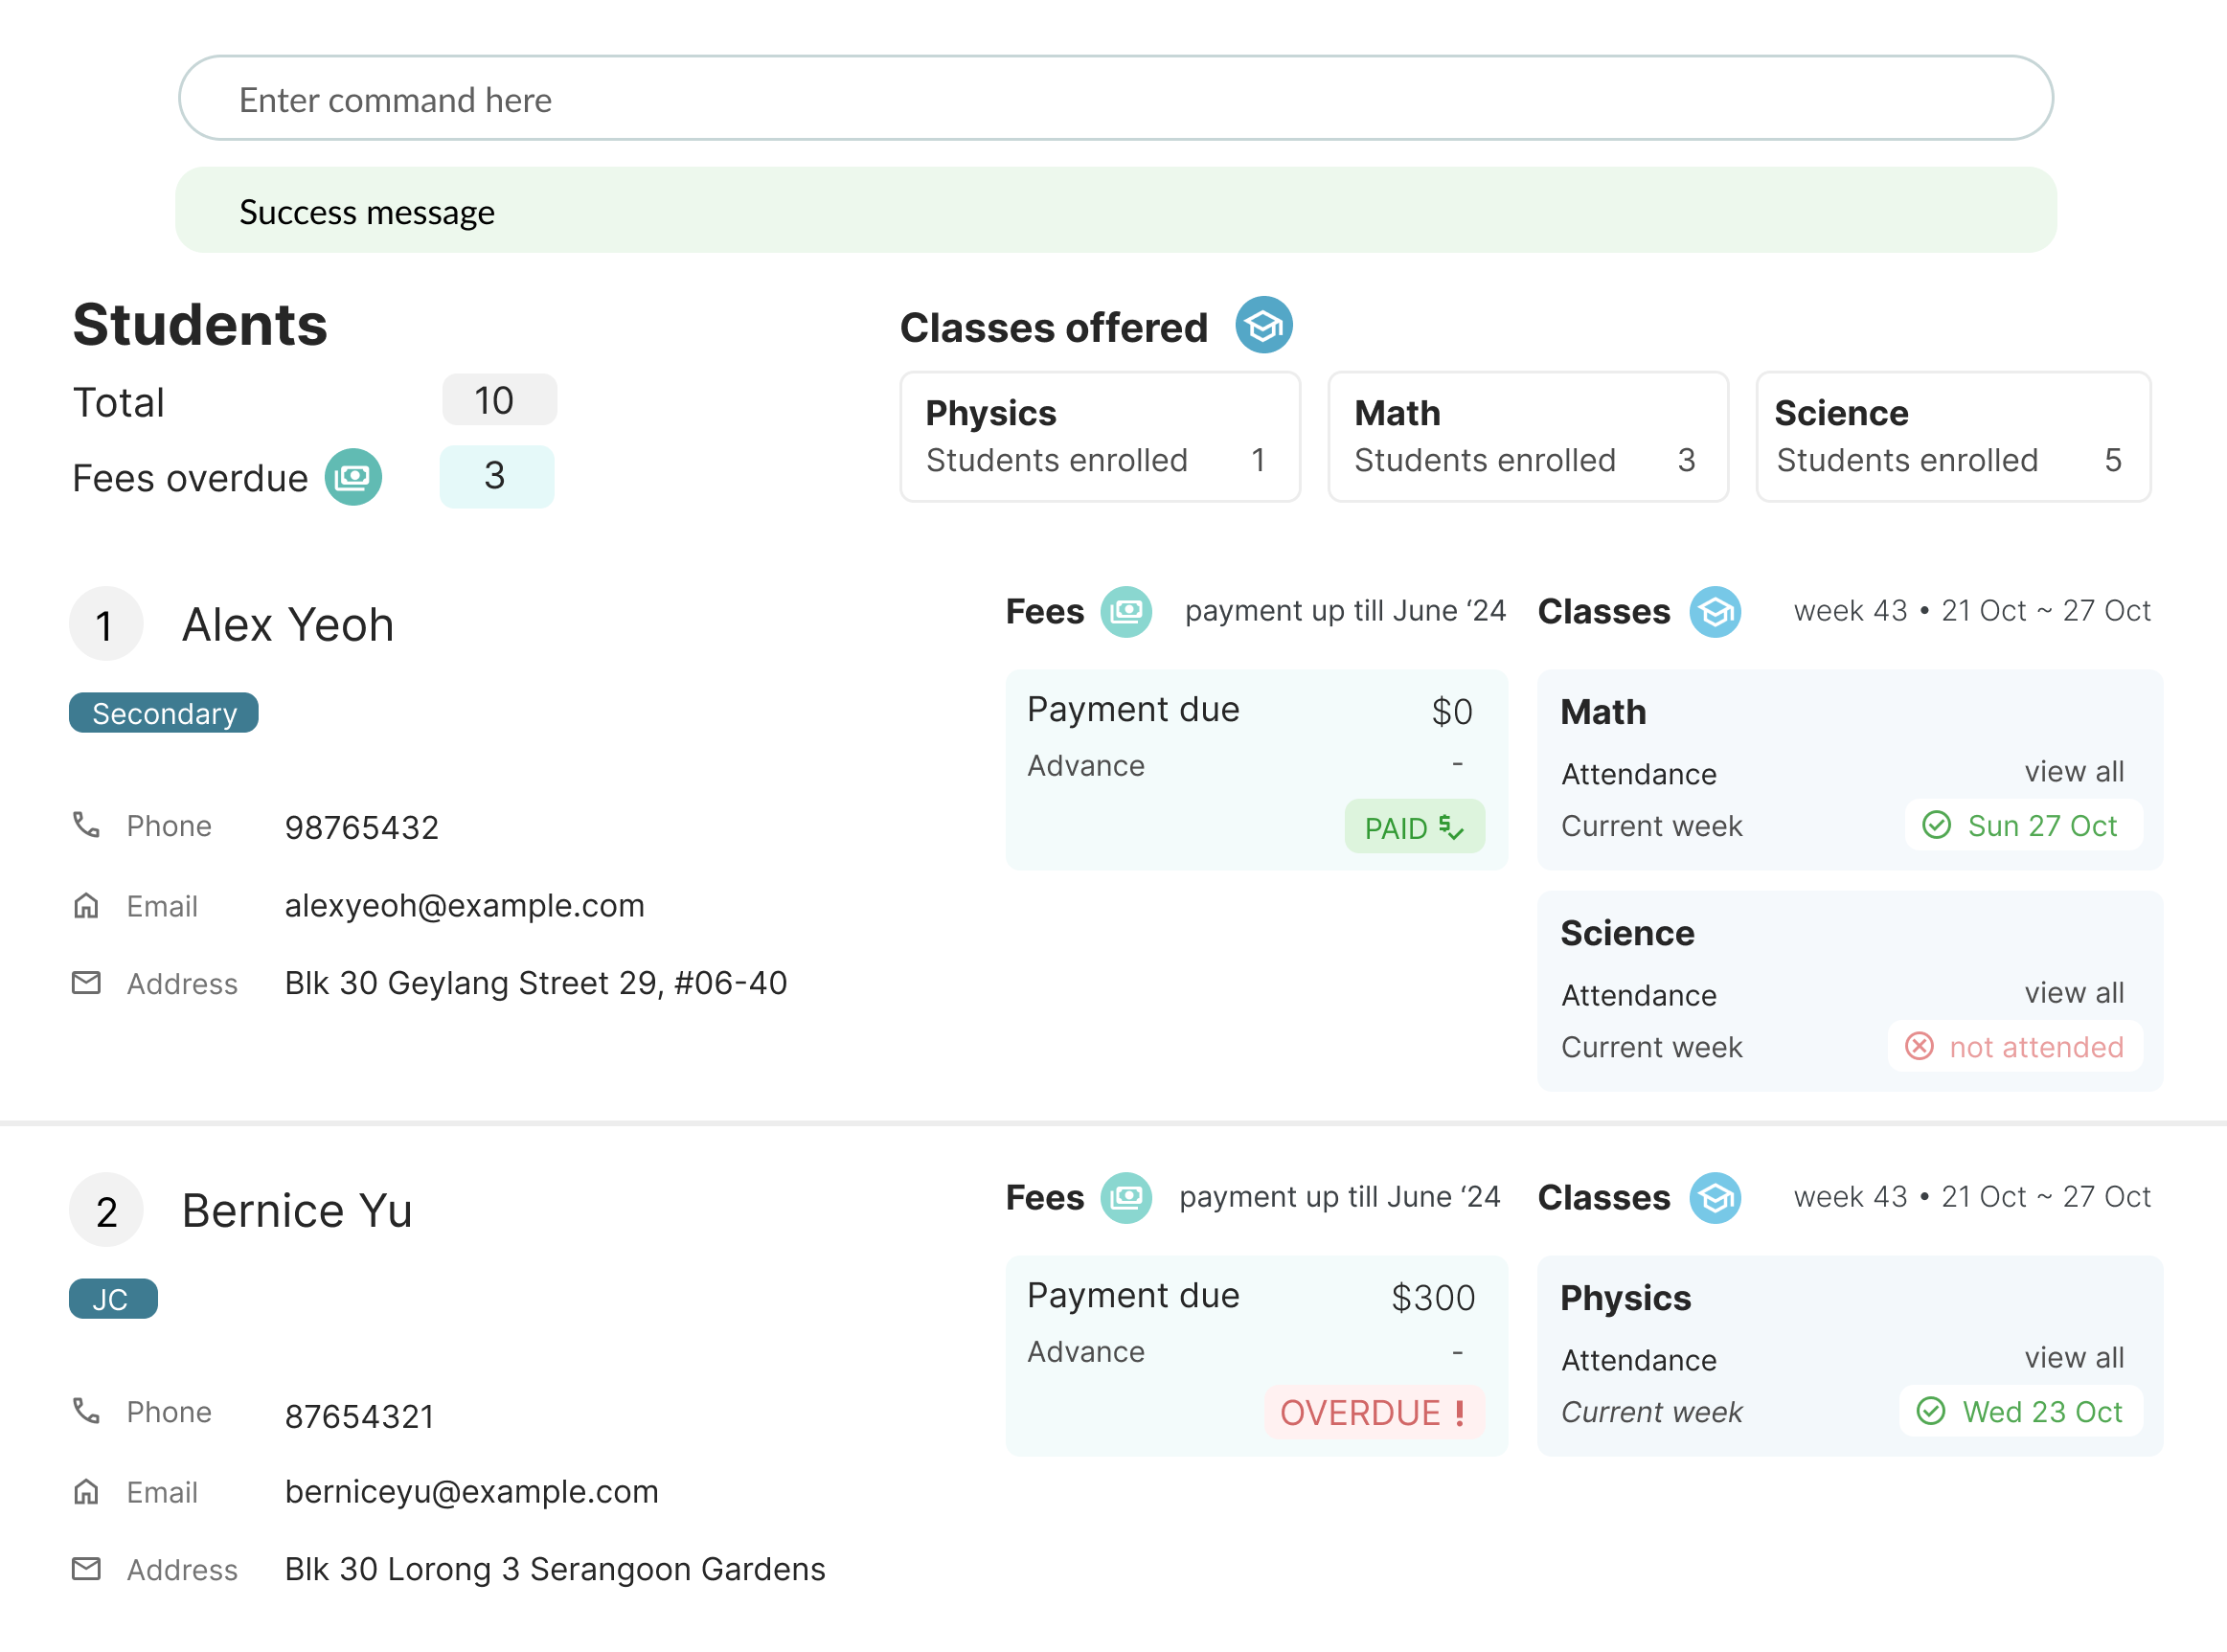 Enter command here
Success message
Students
Total 10
Fees overdue 3
Classes offered
Physics
Students enrolled 1
Math
Students enrolled 3
Science
Students enrolled 5
1 Alex Yeoh
Secondary
Phone 98765432
Email alexyeoh@example.com
Address Blk 30 Geylang Street 29, #06-40
Fees payment up till June ‘24
Payment due $0
Advance -
PAID
Classes week 43 • 21 Oct ~ 27 Oct
Math
Attendance view all
Current week Sun 27 Oct
Science
Attendance view all
Current week not attended
2 Bernice Yu
JC
Phone 87654321
Email berniceyu@example.com
Address Blk 30 Lorong 3 Serangoon Gardens
Fees payment up till June ‘24
Payment due $300
Advance -
OVERDUE !
Classes week 43 • 21 Oct ~ 27 Oct
Physics
Attendance view all
Current week Wed 23 Oct